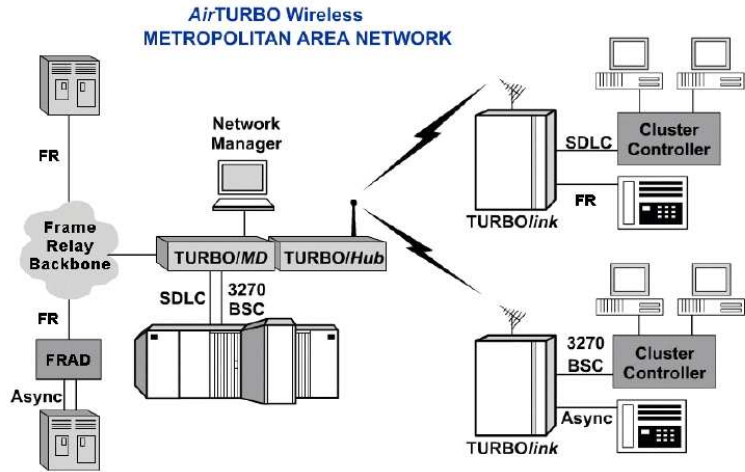 AirTURBO Wireless
METROPOLITAN AREA NETWORK
FR
Frame
Relay
Backbone
FR
FRAD
Async
Network
Manager
TURBO/MD
TURBO/Hub
SDLC
3270
BSC
SDLC
Cluster
Controller
FR
TURBOlink
3270
BSC
Cluster
Controller
Async
TURBOlink